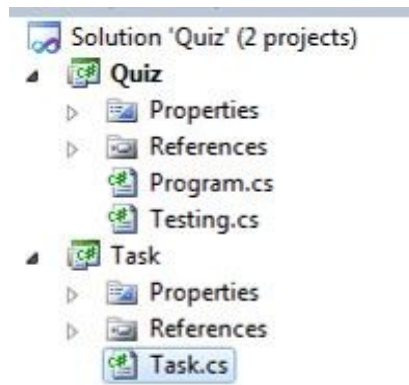 Solution 'Quiz' (2 projects)
Quiz
Properties
References
Program.cs
Testing.cs
Task
Properties
References
Task.cs